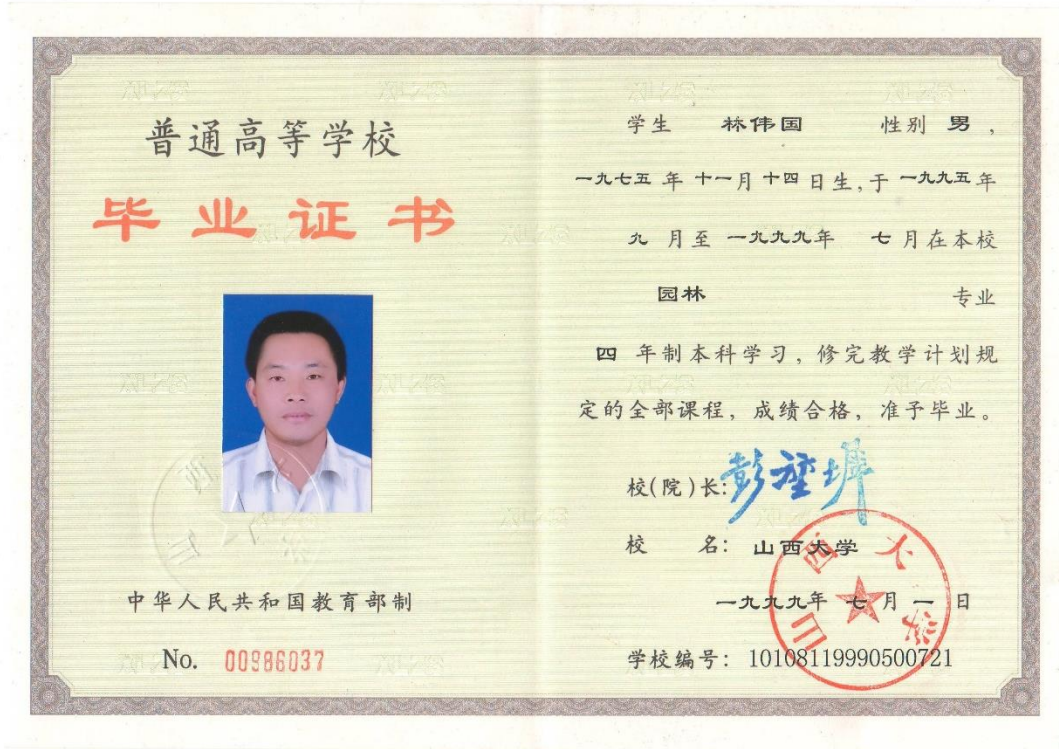 普通高等学校
毕业证书
中华人民共和国教育部制
No. 00986037
学生 林伟国 性别 男,
一九七五年十一月十四日生,于一九九五年
九月至一九九九年 七月在本校
园林 专业
四年制本科学习,修完教学计划规
定的全部课程,成绩合格,准予毕业。
校(院)长:
校 名: 山西大学
山西大学
一九九九年七月一日
学校编号: 10108119990500721